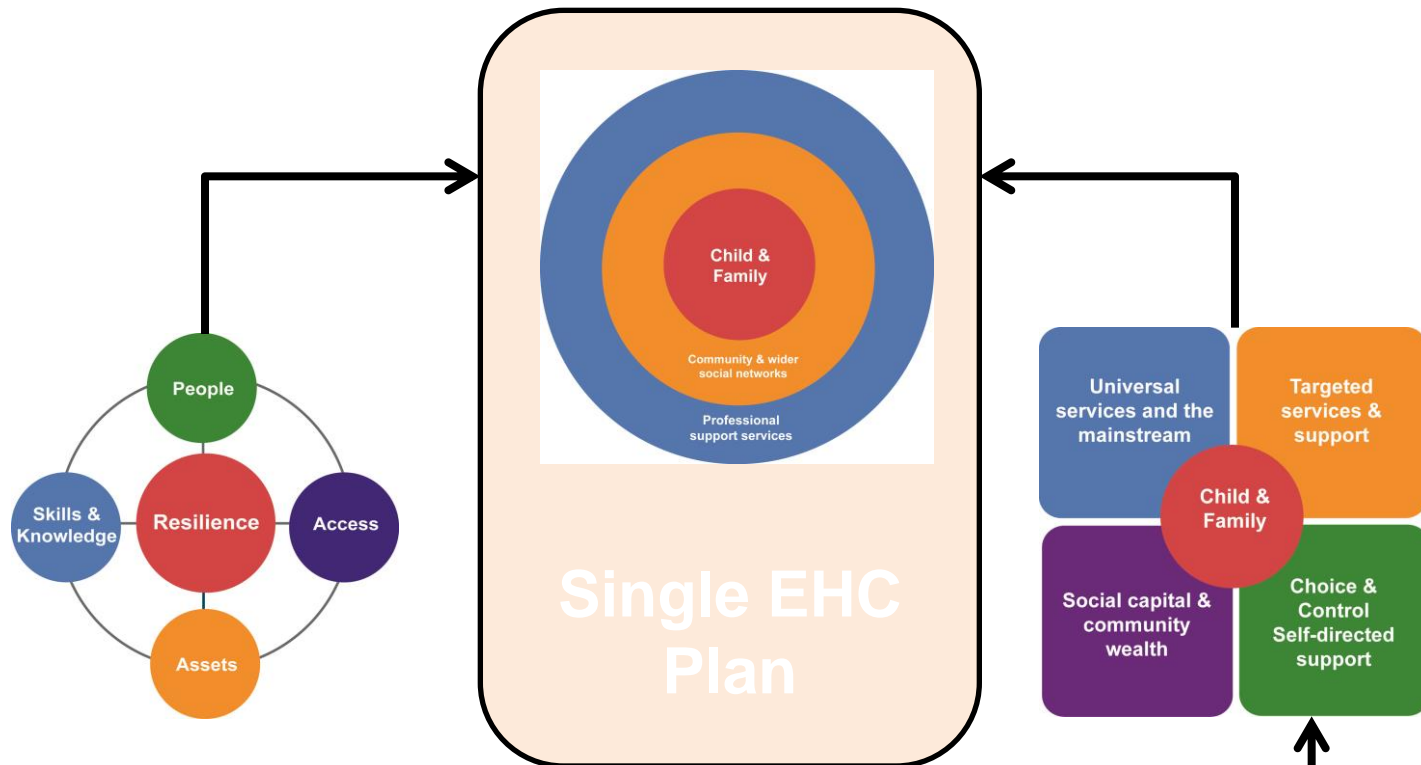 People
Skills &
Knowledge
Resilience
Access
Assets
Child &
Family
Community & wider
social networks
Professional
support services
Single EHC
Plan
Universal
services and the
mainstream
Targeted
services &
support
Child &
Family
Social capital &
community
wealth
Choice &
Control
Self-directed
support